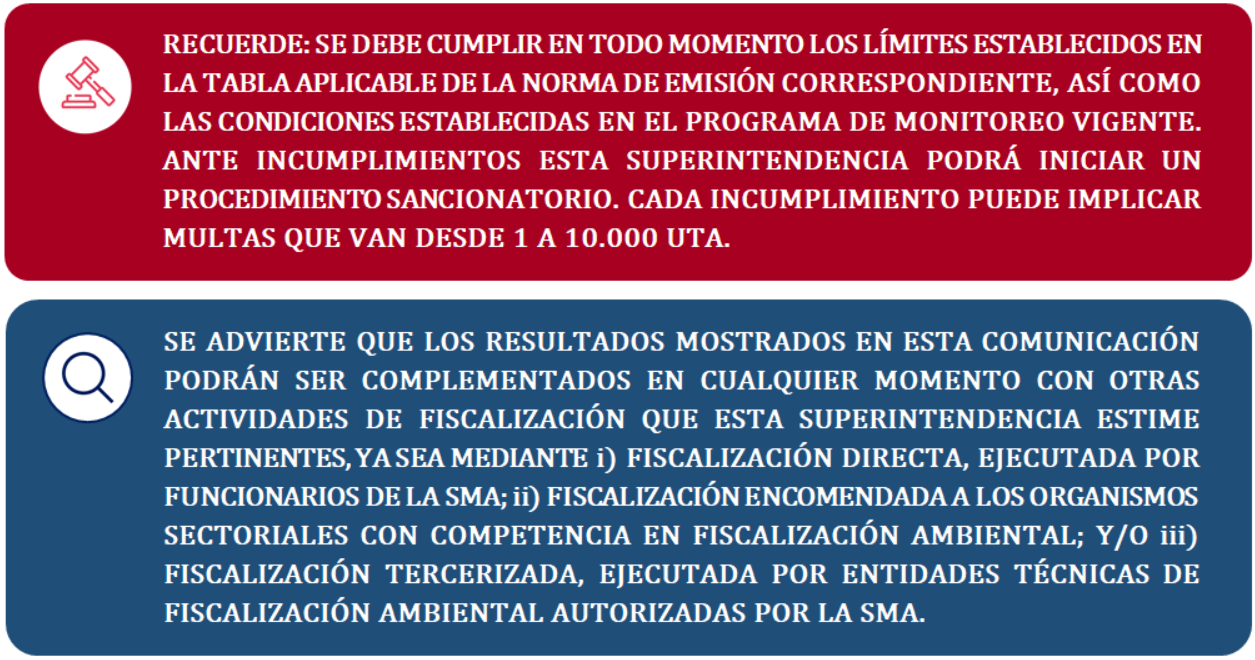 RECUERDE: SE DEBE CUMPLIR EN TODO MOMENTO LOS LÍMITES ESTABLECIDOS EN
LA TABLA APLICABLE DE LA NORMA DE EMISIÓN CORRESPONDIENTE, ASÍ COMO
LAS CONDICIONES ESTABLECIDAS EN EL PROGRAMA DE MONITOREO VIGENTE.
ANTE INCUMPLIMIENTOS ESTA SUPERINTENDENCIA PODRÁ INICIAR UN
PROCEDIMIENTO SANCIONATORIO. CADA INCUMPLIMIENTO PUEDE IMPLICAR
MULTAS QUE VAN DESDE 1 A 10.000 UTA.
SE ADVIERTE QUE LOS RESULTADOS MOSTRADOS EN ESTA COMUNICACIÓN
PODRÁN SER COMPLEMENTADOS EN CUALQUIER MOMENTO CON OTRAS
ACTIVIDADES DE FISCALIZACIÓN QUE ESTA SUPERINTENDENCIA ESTIME
PERTINENTES, YA SEA MEDIANTE i) FISCALIZACIÓN DIRECTA, EJECUTADA POR
FUNCIONARIOS DE LA SMA; ii) FISCALIZACIÓN ENCOMENDADA A LOS ORGANISMOS
SECTORIALES CON COMPETENCIA EN FISCALIZACIÓN AMBIENTAL; Y/O iii)
FISCALIZACIÓN TERCERIZADA, EJECUTADA POR ENTIDADES TÉCNICAS DE
FISCALIZACIÓN AMBIENTAL AUTORIZADAS POR LA SMA.